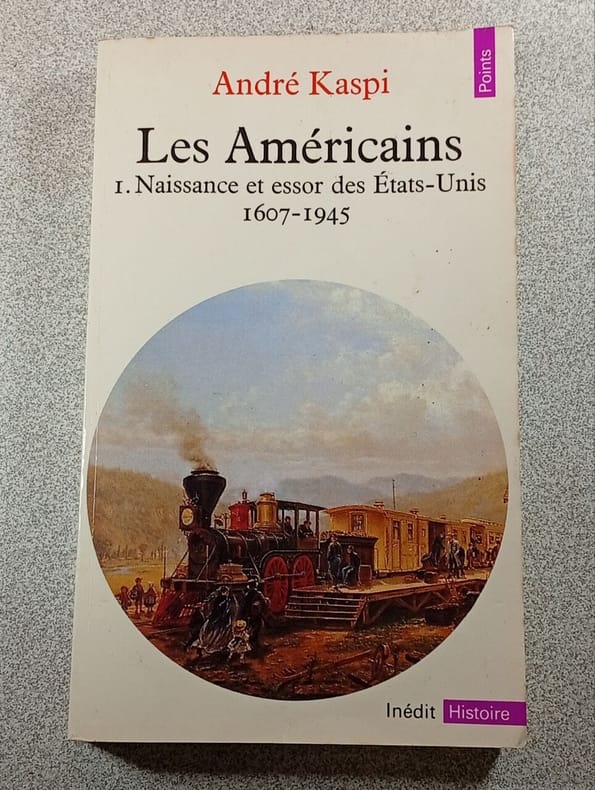 Points
André Kaspi
Les Américains
1. Naissance et essor des États-Unis
1607-1945
Inédit Histoire